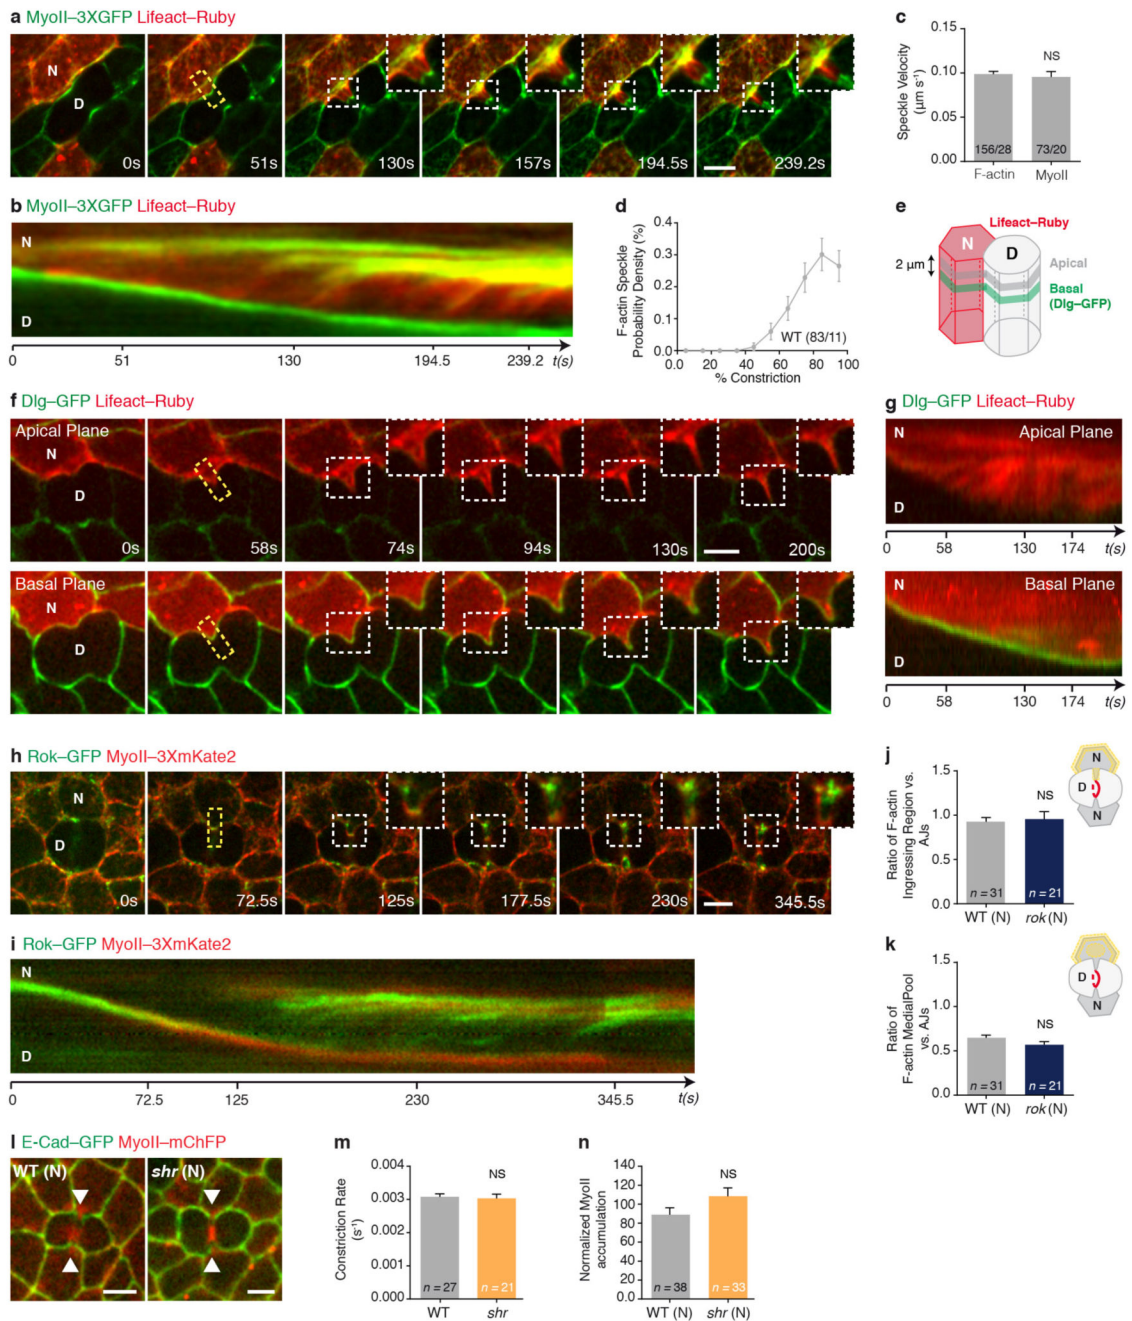 a MyoII–3XGFP Lifeact–Ruby
N
D
0s
51s
130s
157s
194.5s
239.2s
b MyoII–3XGFP Lifeact–Ruby
N
D
0 51 130 194.5 239.2 t(s)
c
Speckle Velocity
(µm s⁻¹)
0.15
0.10
0.05
0.00
NS
156/28 73/20
F-actin MyoII
d
F-actin Speckle
Probability Density (%)
0.4
0.3
0.2
0.1
0.0
WT (83/11)
0 20 40 60 80 100
% Constriction
e
Lifeact–Ruby
N
D
2 µm
Apical
Basal
(Dlg–GFP)
f Dlg–GFP Lifeact–Ruby
Apical Plane
N
D
0s
58s
74s
94s
130s
200s
Basal Plane
N
D
g Dlg–GFP Lifeact–Ruby
N
Apical Plane
D
0 58 130 174 t(s)
N
Basal Plane
D
0 58 130 174 t(s)
h Rok–GFP MyoII–3XmKate2
N
D
0s
72.5s
125s
177.5s
230s
345.5s
i Rok–GFP MyoII–3XmKate2
N
D
0 72.5 125 230 345.5 t(s)
j
Ratio of F-actin
Ingressing Region vs.
AJs
1.5
1.0
0.5
0.0
NS
n = 31 n = 21
WT (N) rok (N)
N
D
N
k
Ratio of
F-actin MedialPool
vs. AJs
1.5
1.0
0.5
0.0
NS
n = 31 n = 21
WT (N) rok (N)
D
N
l E-Cad–GFP MyoII–mChFP
WT (N)
shr (N)
m
Constriction Rate
(s⁻¹)
0.004
0.003
0.002
0.001
0.000
NS
n = 27 n = 21
WT shr
n
Normalized MyoII
accumulation
140
120
100
80.0
60.0
40.0
20.0
0.0
NS
n = 38 n = 33
WT (N) shr (N)